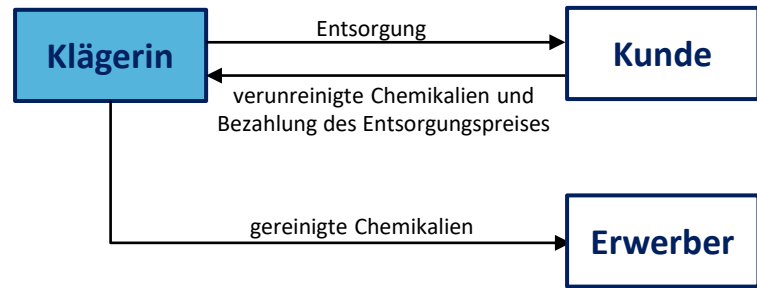 Entsorgung
Klägerin
Kunde
verunreinigte Chemikalien und
Bezahlung des Entsorgungspreises
gereinigte Chemikalien
Erwerber